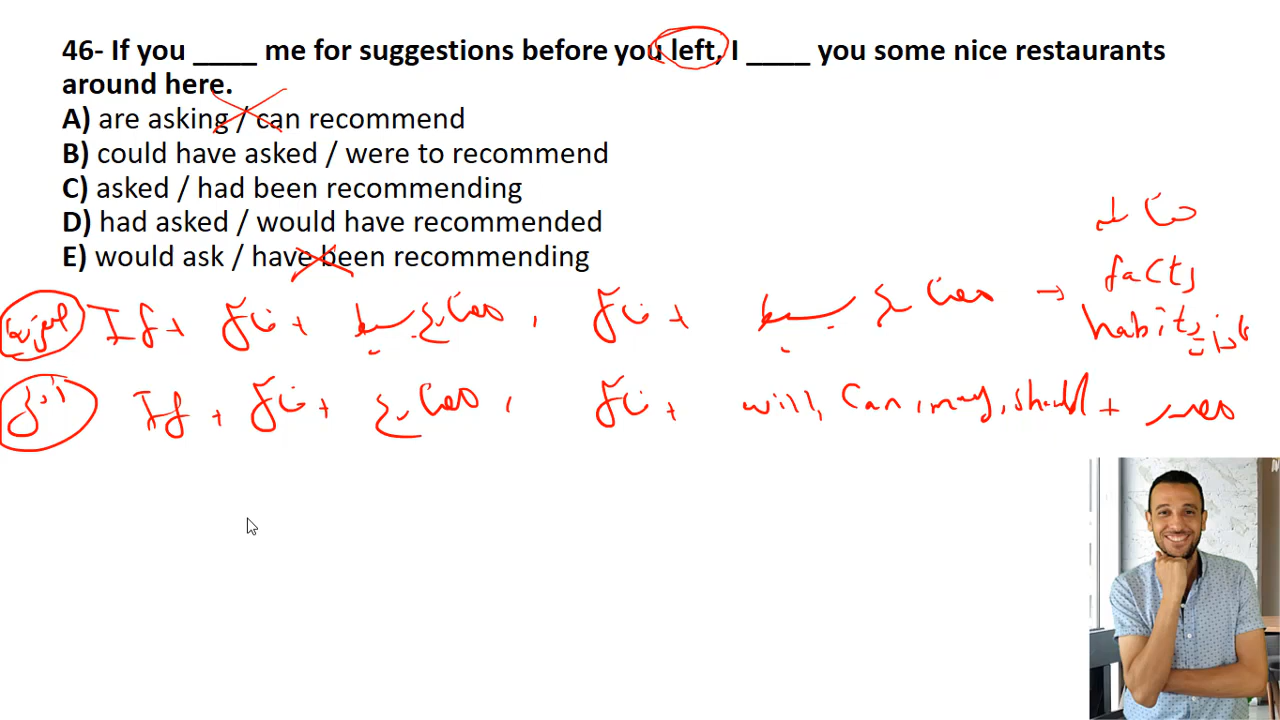 46- If you ____ me for suggestions before you left, I ____ you some nice restaurants
around here.
A) are asking / can recommend
B) could have asked / were to recommend
C) asked / had been recommending
D) had asked / would have recommended
E) would ask / have been recommending
حقائق
facts
habits عادات
If + فاعل + مضارع بسيط , فاعل + مضارع بسيط →
If + فاعل + مضارع , فاعل + will, can, may, should + مصدر